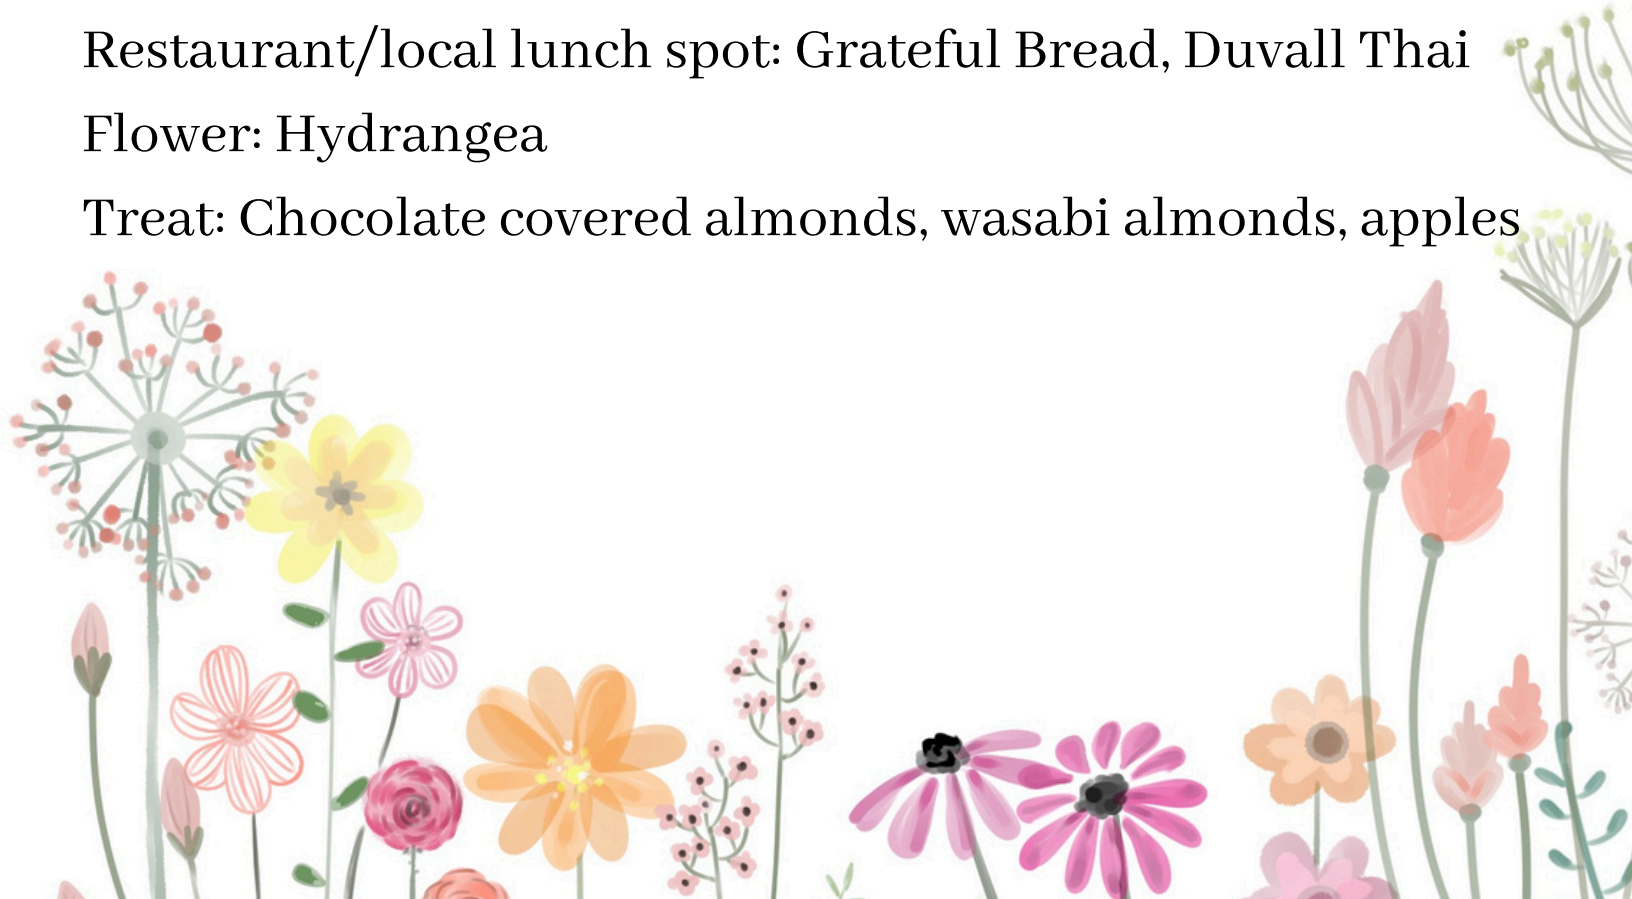 Restaurant/local lunch spot: Grateful Bread, Duvall Thai
Flower: Hydrangea
Treat: Chocolate covered almonds, wasabi almonds, apples